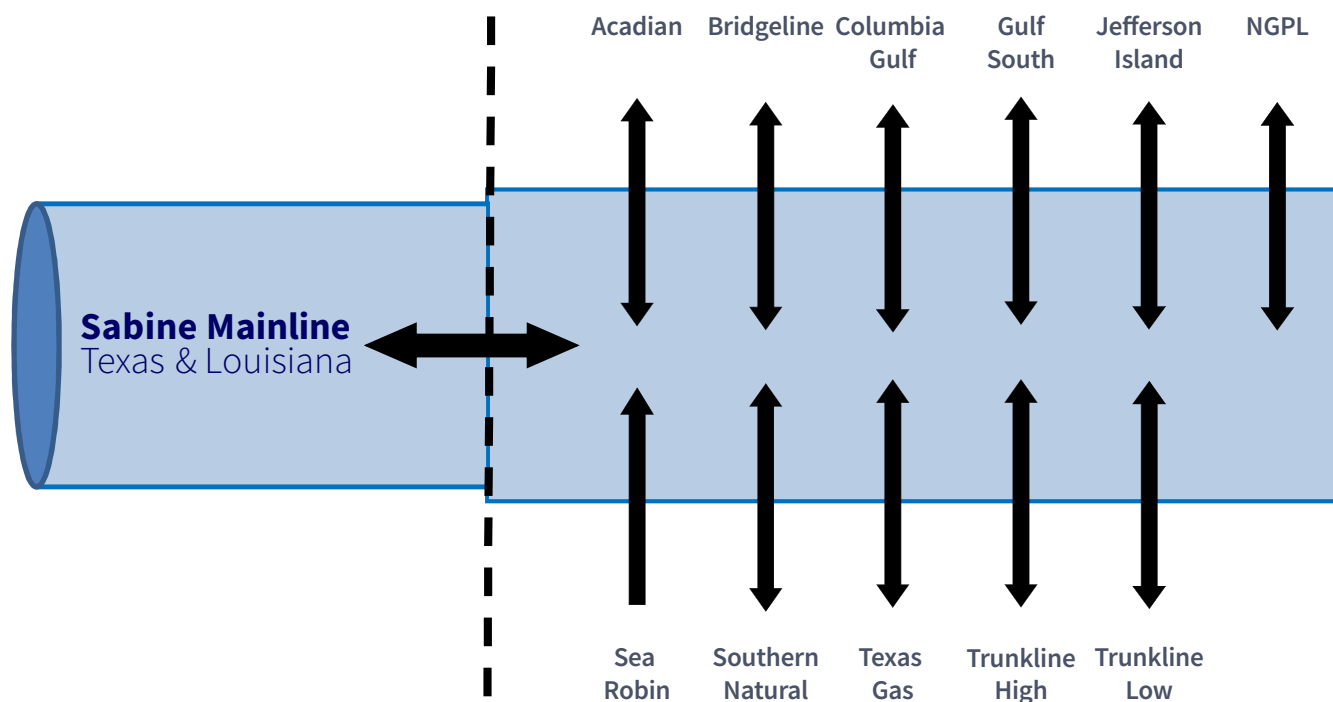 Acadian
Bridgeline
Columbia
Gulf
Gulf
South
Jefferson
Island
NGPL
Sabine Mainline
Texas & Louisiana
Sea
Robin
Southern
Natural
Texas
Gas
Trunkline
High
Trunkline
Low